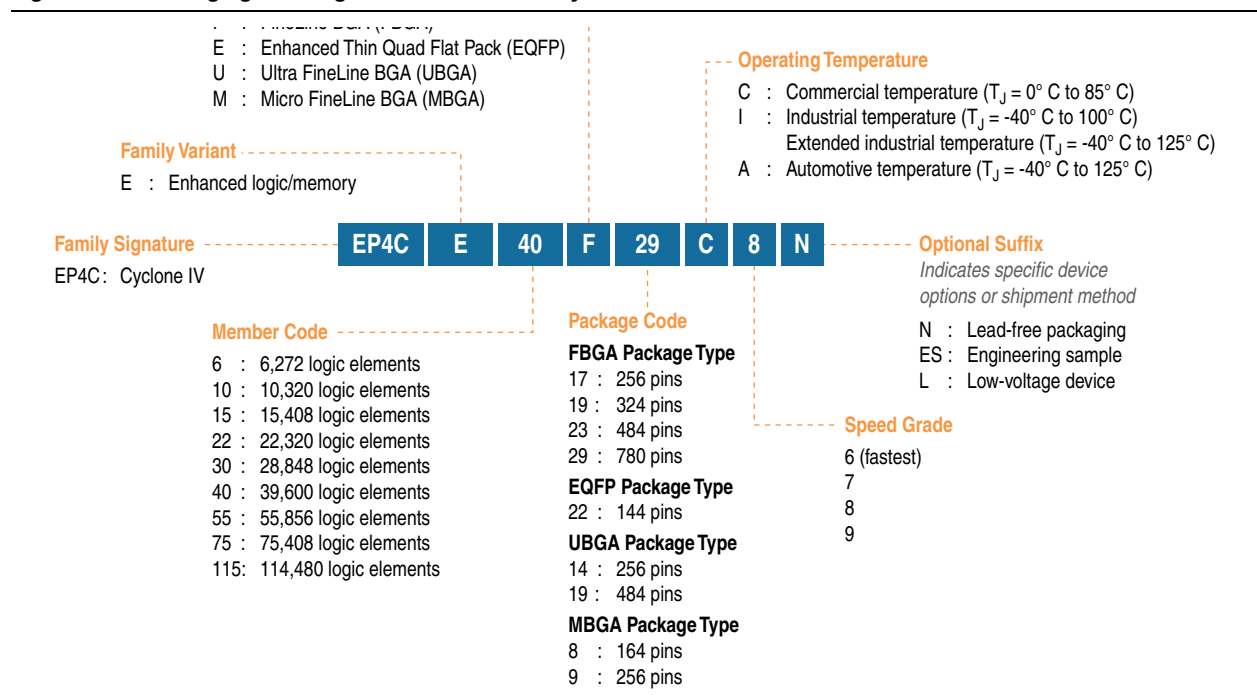 E : Enhanced Thin Quad Flat Pack (EQFP)
U : Ultra FineLine BGA (UBGA)
M : Micro FineLine BGA (MBGA)
Operating Temperature
C : Commercial temperature (TJ = 0° C to 85° C)
I : Industrial temperature (TJ = -40° C to 100° C)
Extended industrial temperature (TJ = -40° C to 125° C)
A : Automotive temperature (TJ = -40° C to 125° C)
Family Variant
E : Enhanced logic/memory
EP4C E 40 F 29 C 8 N
Family Signature
EP4C: Cyclone IV
Optional Suffix
Indicates specific device
options or shipment method
N : Lead-free packaging
ES : Engineering sample
L : Low-voltage device
Member Code
6 : 6,272 logic elements
10 : 10,320 logic elements
15 : 15,408 logic elements
22 : 22,320 logic elements
30 : 28,848 logic elements
40 : 39,600 logic elements
55 : 55,856 logic elements
75 : 75,408 logic elements
115: 114,480 logic elements
Package Code
FBGA Package Type
17 : 256 pins
19 : 324 pins
23 : 484 pins
29 : 780 pins
EQFP Package Type
22 : 144 pins
UBGA Package Type
14 : 256 pins
19 : 484 pins
MBGA Package Type
8 : 164 pins
9 : 256 pins
Speed Grade
6 (fastest)
7
8
9